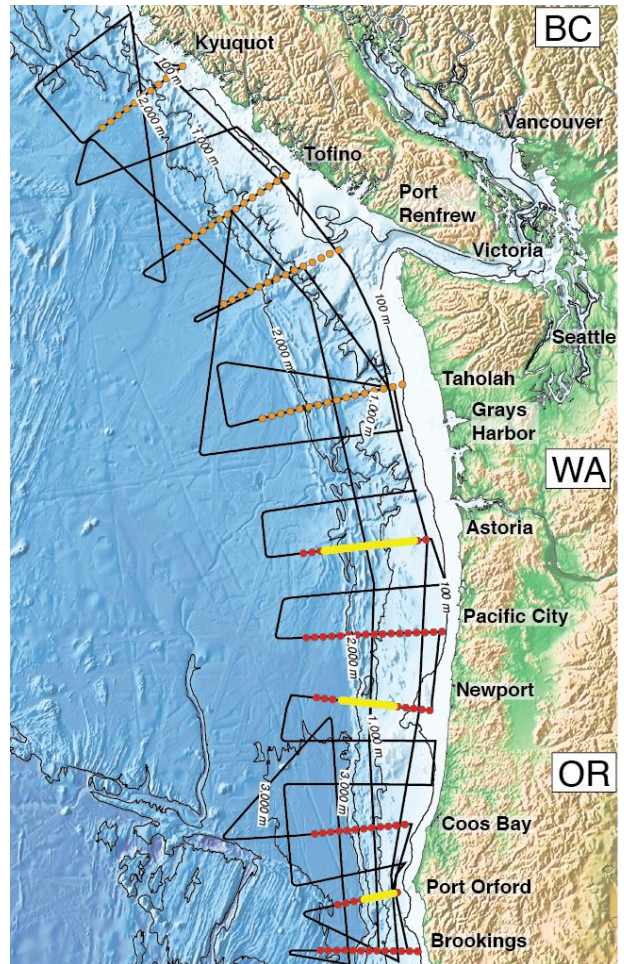 BC
Kyuquot
100 m
2,000 m
1,000 m
Vancouver
Tofino
Port
Renfrew
Victoria
100 m
2,000 m
Seattle
Taholah
1,000 m
Grays
Harbor
WA
Astoria
100 m
Pacific City
2,000 m
Newport
1,000 m
OR
3,000 m
3,000 m
Coos Bay
Port Orford
Brookings